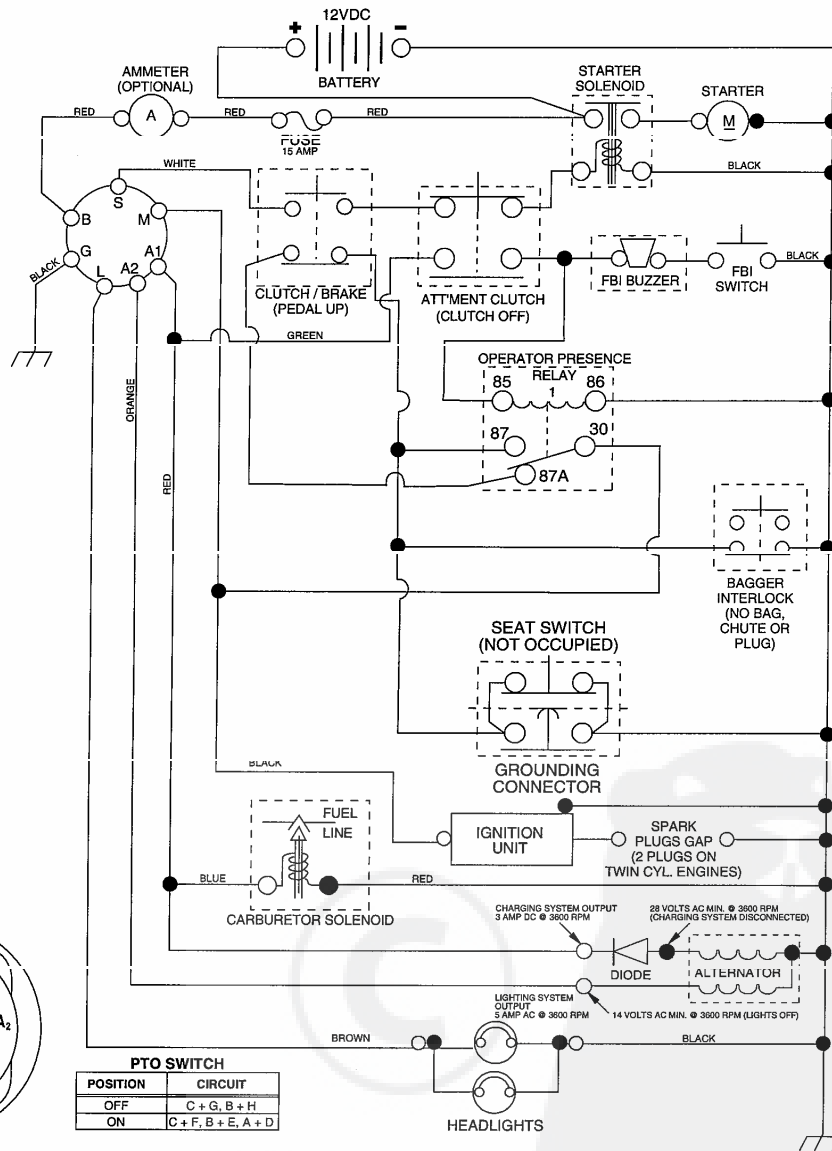 12VDC
+
-
BATTERY
AMMETER
(OPTIONAL)
A
RED
RED
RED
FUSE
15 AMP
STARTER
SOLENOID
STARTER
M
BLACK
WHITE
S
B
M
G
L
A2
A1
BLACK
CLUTCH / BRAKE
(PEDAL UP)
ATT'MENT CLUTCH
(CLUTCH OFF)
FBI BUZZER
FBI
SWITCH
BLACK
GREEN
OPERATOR PRESENCE
RELAY
1
85
86
87
30
87A
ORANGE
RED
BAGGER
INTERLOCK
(NO BAG,
CHUTE OR
PLUG)
SEAT SWITCH
(NOT OCCUPIED)
GROUNDING
CONNECTOR
BLACK
FUEL
LINE
IGNITION
UNIT
SPARK
PLUGS GAP
(2 PLUGS ON
TWIN CYL. ENGINES)
BLUE
RED
CARBURETOR SOLENOID
CHARGING SYSTEM OUTPUT
3 AMP DC @ 3600 RPM
28 VOLTS AC MIN. @ 3600 RPM
(CHARGING SYSTEM DISCONNECTED)
DIODE
ALTERNATOR
LIGHTING SYSTEM
OUTPUT
5 AMP AC @ 3600 RPM
14 VOLTS AC MIN. @ 3600 RPM (LIGHTS OFF)
A2
BROWN
BLACK
HEADLIGHTS
PTO SWITCH
POSITION CIRCUIT
OFF C + G, B + H
ON C + F, B + E, A + D
©